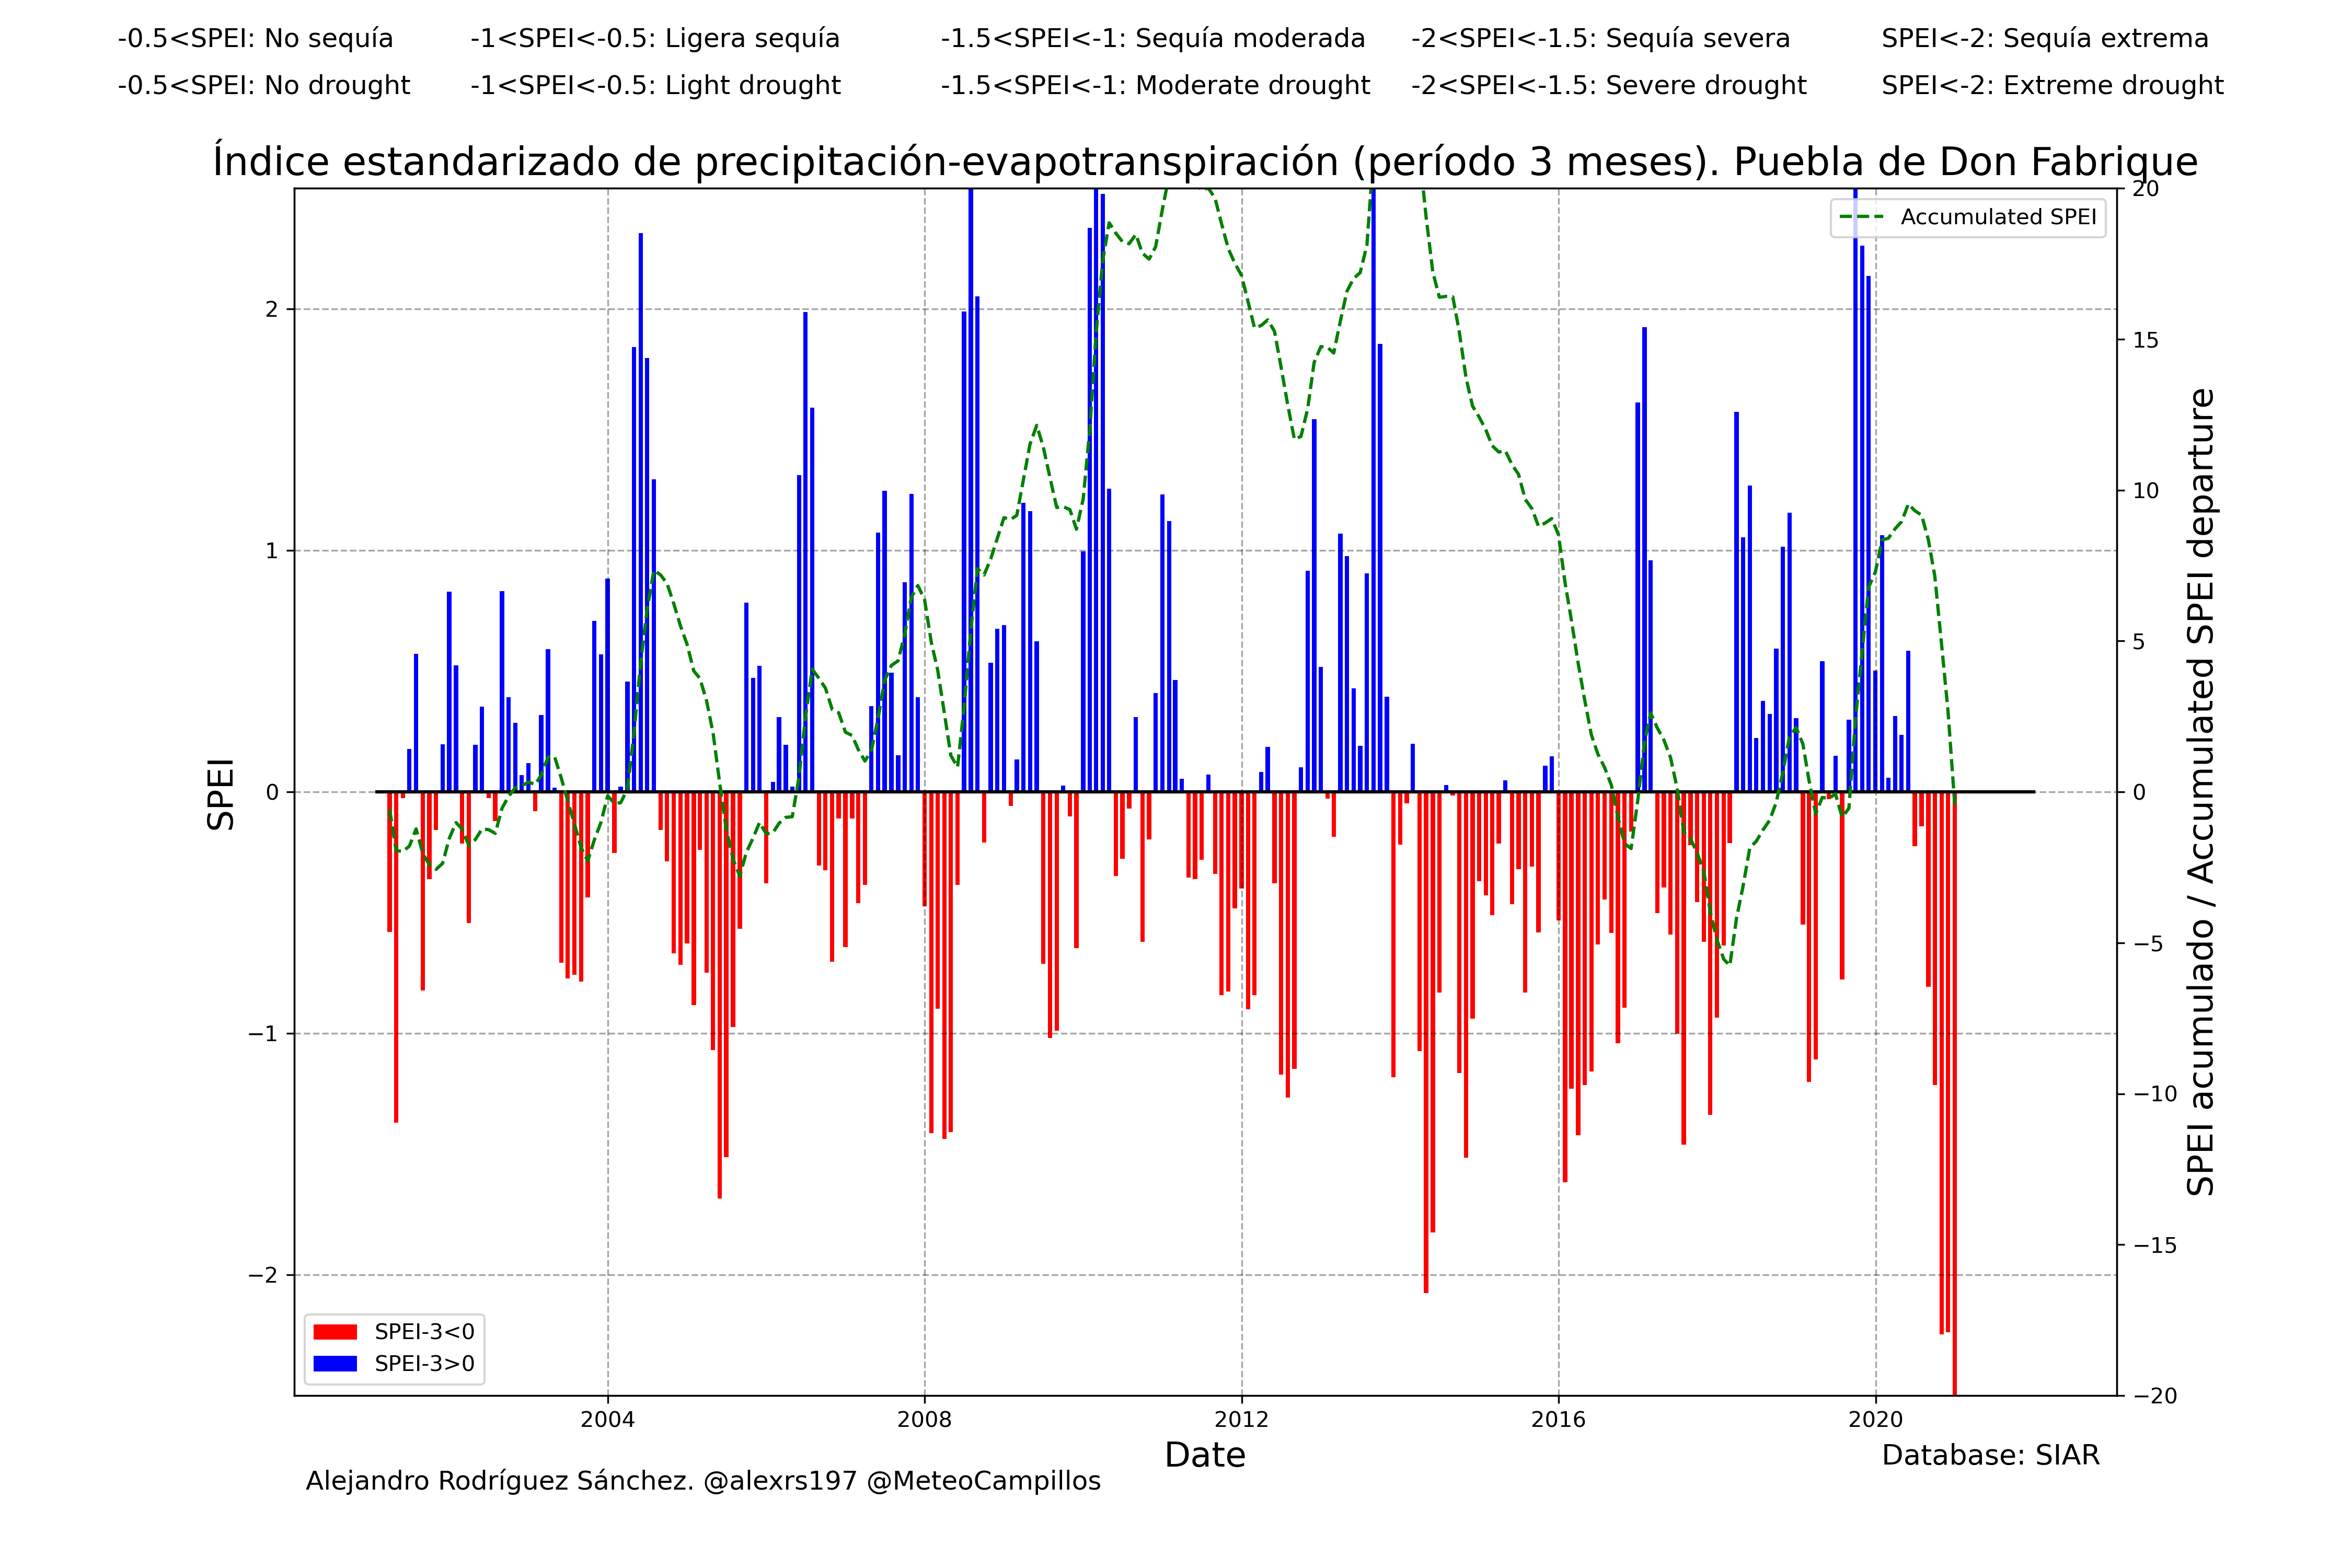 -0.5<SPEI: No sequía -1<SPEI<-0.5: Ligera sequía -1.5<SPEI<-1: Sequía moderada -2<SPEI<-1.5: Sequía severa SPEI<-2: Sequía extrema
-0.5<SPEI: No drought -1<SPEI<-0.5: Light drought -1.5<SPEI<-1: Moderate drought -2<SPEI<-1.5: Severe drought SPEI<-2: Extreme drought
Índice estandarizado de precipitación-evapotranspiración (período 3 meses). Puebla de Don Fabrique
Accumulated SPEI
SPEI
2
1
0
−1
−2
20
15
10
5
0
−5
−10
−15
−20
SPEI acumulado / Accumulated SPEI departure
SPEI-3<0
SPEI-3>0
2004 2008 2012 2016 2020
Date
Database: SIAR
Alejandro Rodríguez Sánchez. @alexrs197 @MeteoCampillos